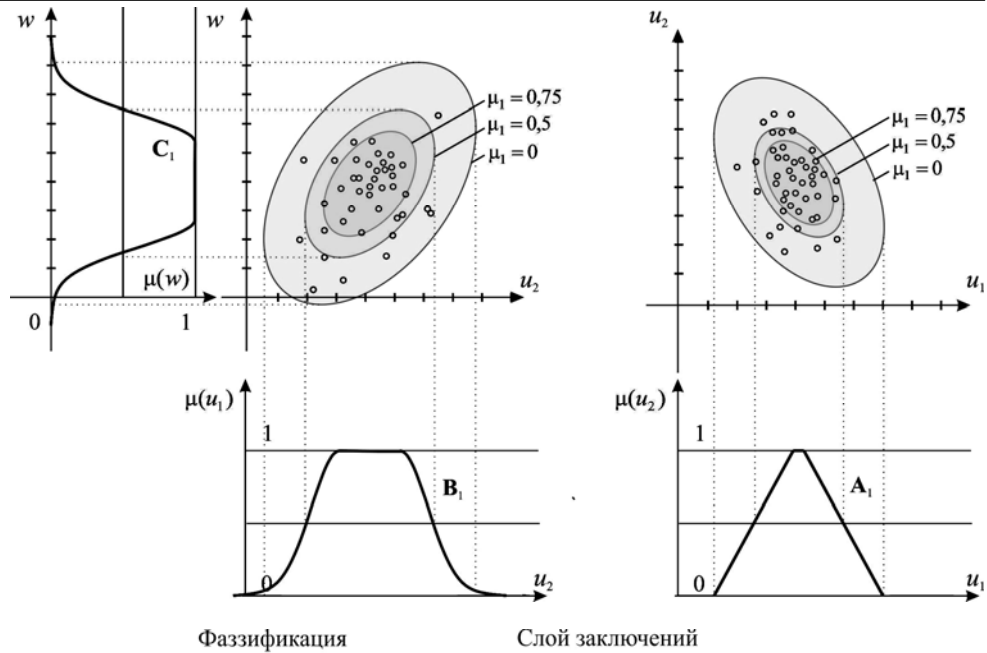 w
w
u₂
C₁
μ₁ = 0,75
μ₁ = 0,5
μ₁ = 0
μ₁ = 0,75
μ₁ = 0,5
μ₁ = 0
μ(w)
0
1
u₂
u₁
μ(u₁)
1
B₁
0
u₂
μ(u₂)
1
A₁
0
u₁
Фаззификация
Слой заключений